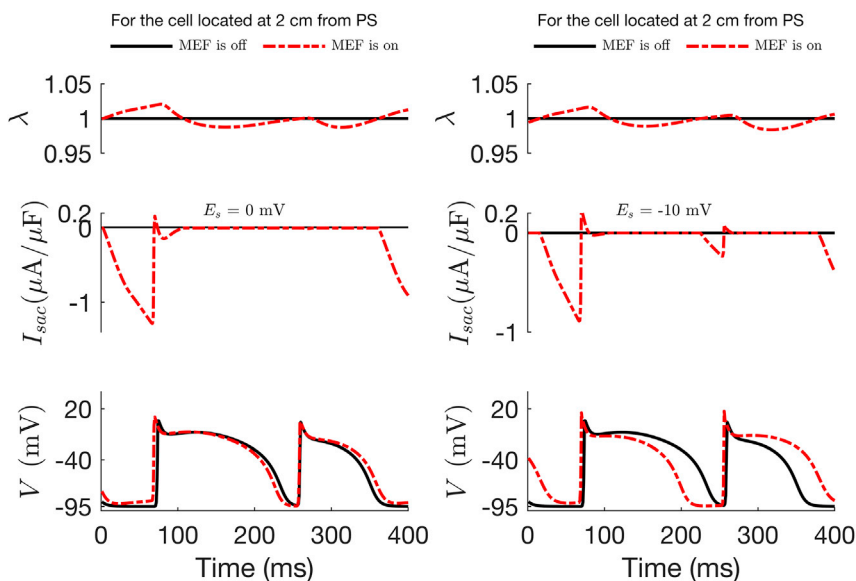 For the cell located at 2 cm from PS
MEF is off MEF is on
λ
1.05
1
0.95
I_sac(μA/μF)
0.2
0
-1
E_s = 0 mV
V (mV)
20
-40
-95
0 100 200 300 400
Time (ms)
For the cell located at 2 cm from PS
MEF is off MEF is on
λ
1.05
1
0.95
I_sac(μA/μF)
0.2
0
-1
E_s = -10 mV
V (mV)
20
-40
-95
0 100 200 300 400
Time (ms)